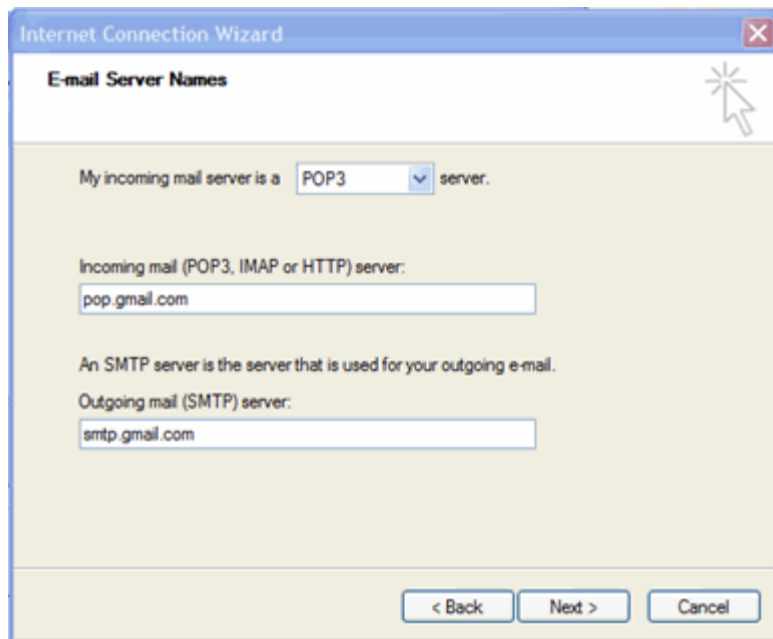 Internet Connection Wizard
E-mail Server Names
My incoming mail server is a POP3 server.
Incoming mail (POP3, IMAP or HTTP) server:
pop.gmail.com
An SMTP server is the server that is used for your outgoing e-mail.
Outgoing mail (SMTP) server:
smtp.gmail.com
< Back Next > Cancel